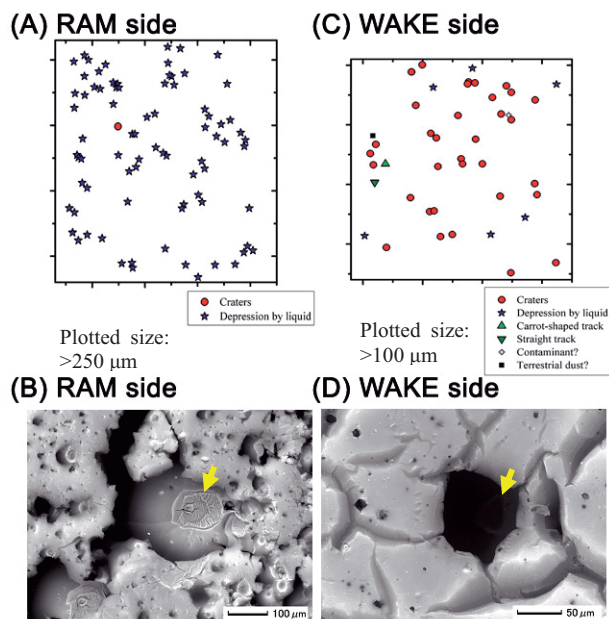 (A) RAM side
Craters
Depression by liquid
Plotted size:
>250 μm
(C) WAKE side
Craters
Depression by liquid
Carrot-shaped track
Straight track
Contaminant?
Terrestrial dust?
Plotted size:
>100 μm
(B) RAM side
100 μm
(D) WAKE side
50 μm